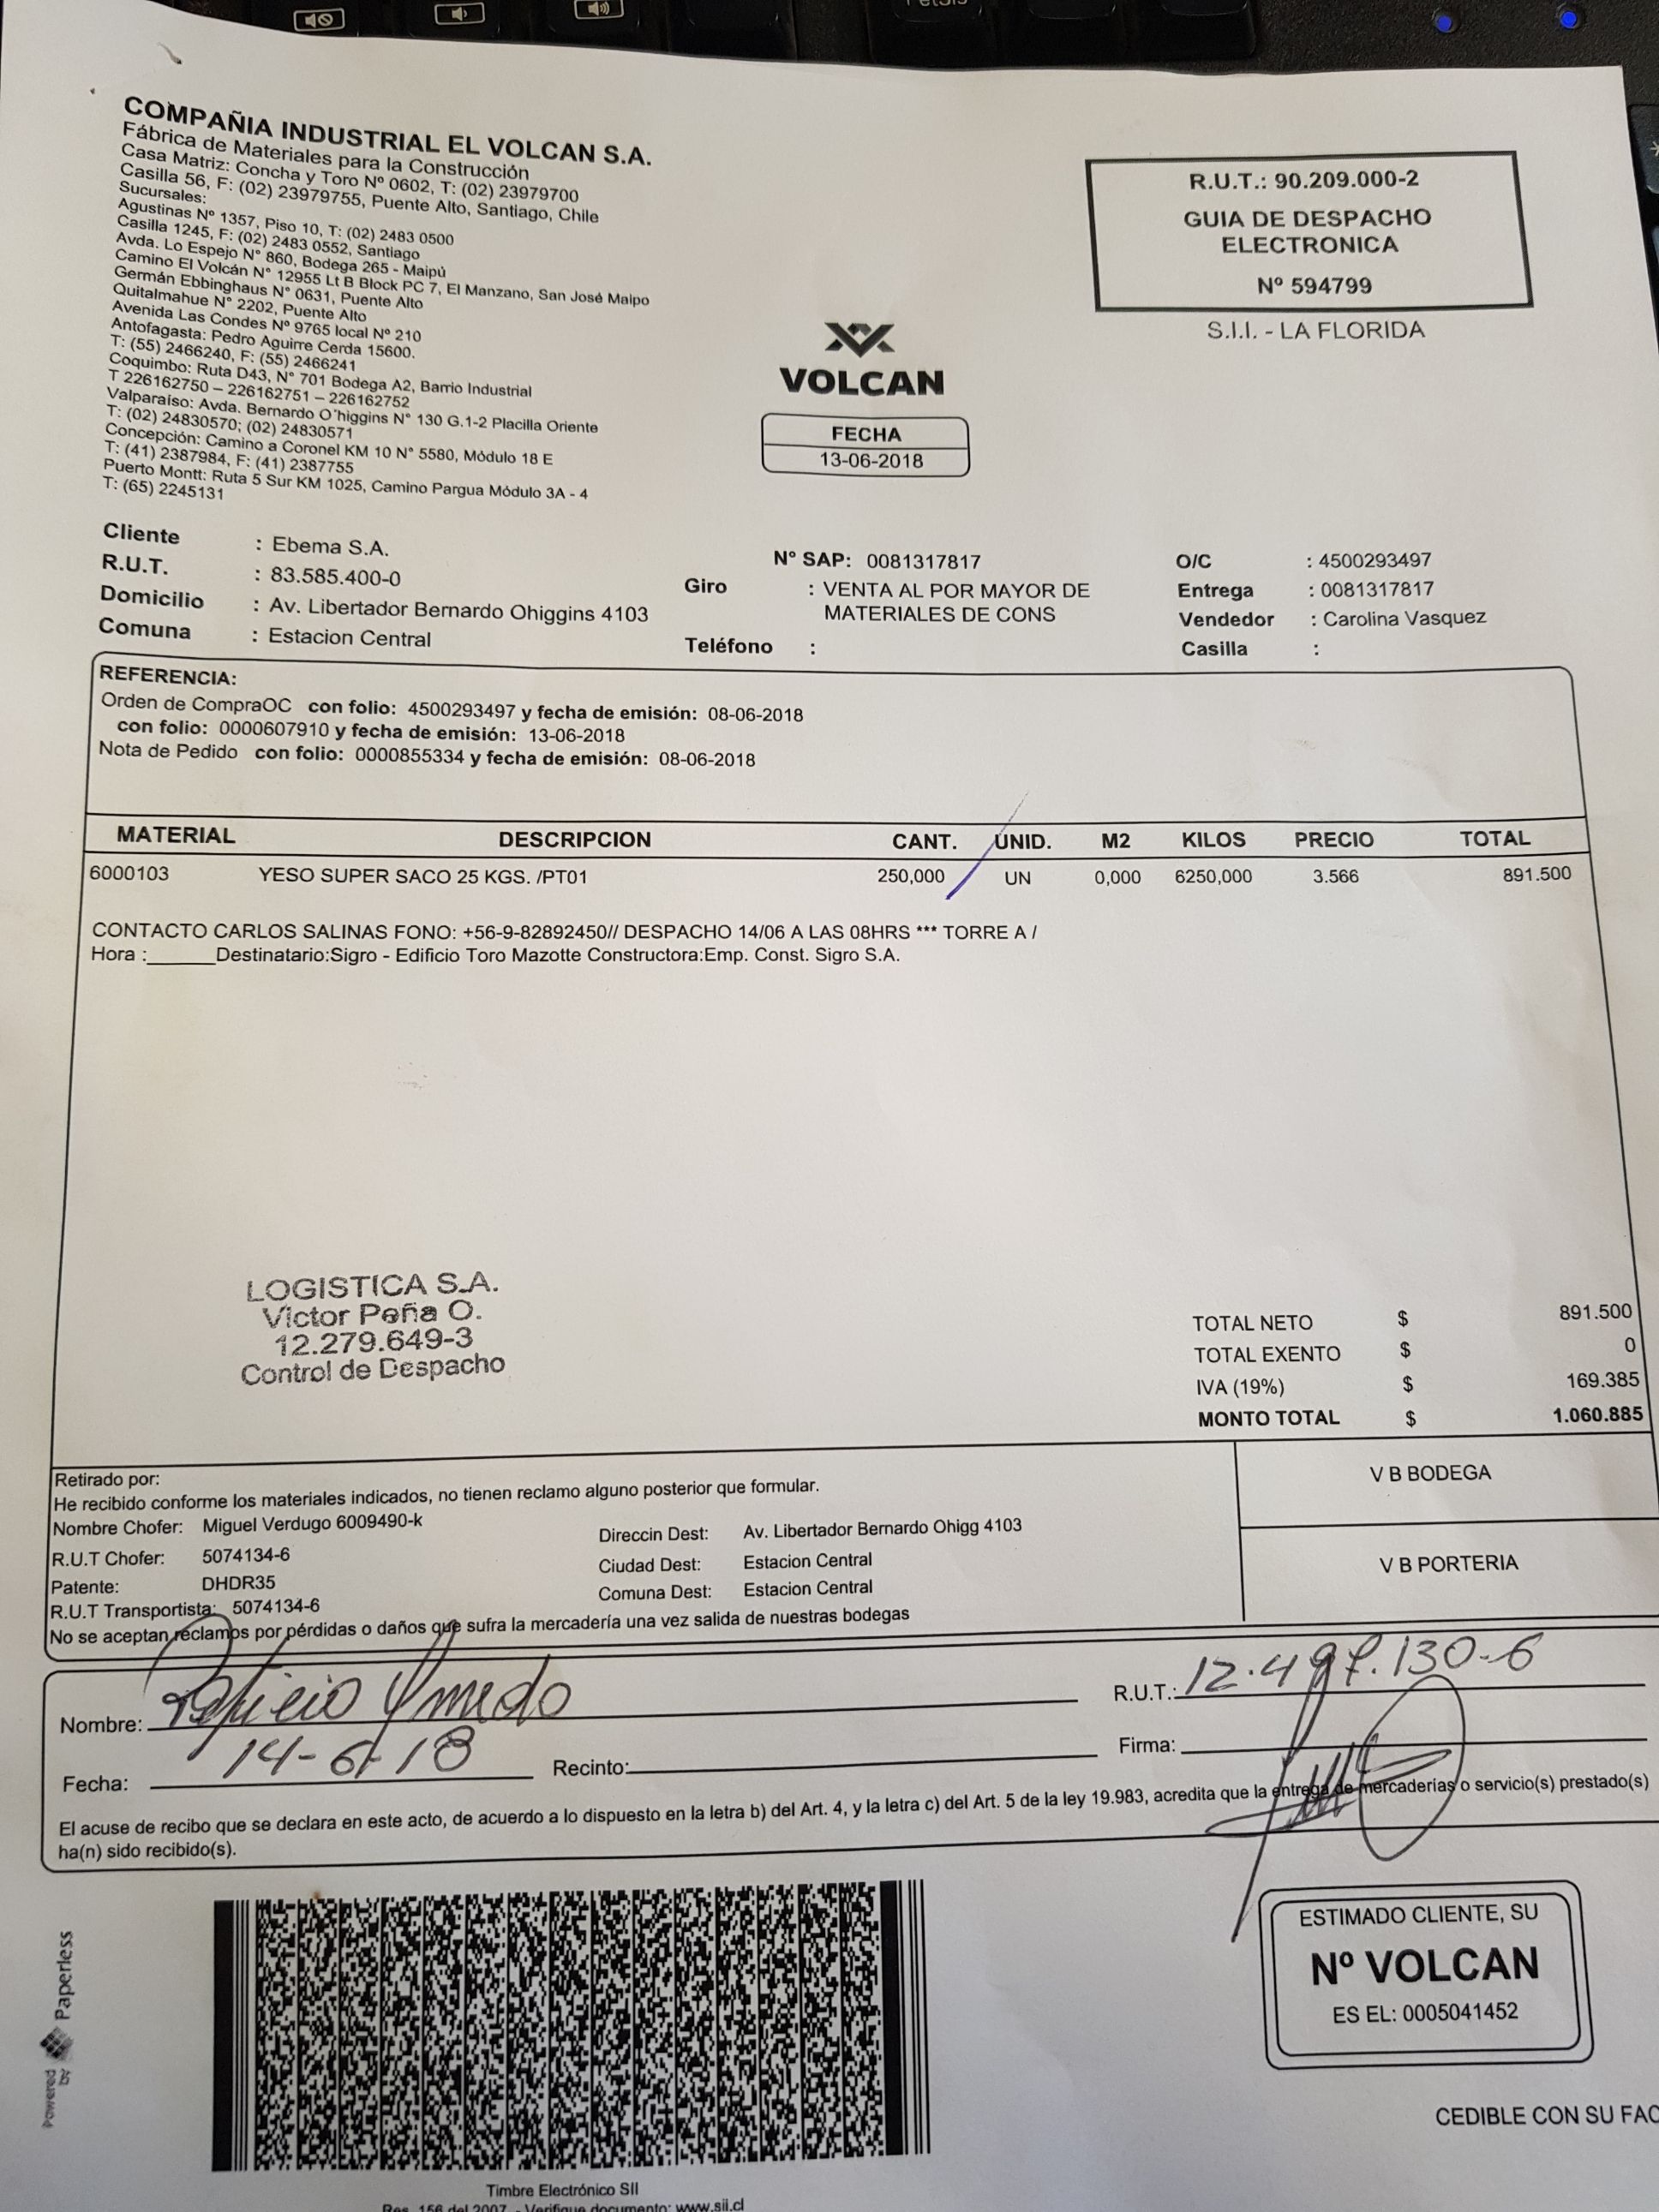 COMPAÑIA INDUSTRIAL EL VOLCAN S.A.
Fábrica de Materiales para la Construcción
Casa Matriz: Concha y Toro Nº 0602, T: (02) 23979700
Casilla 56, F: (02) 23979755, Puente Alto, Santiago, Chile
Sucursales:
Agustinas Nº 1357, Piso 10, T: (02) 2483 0500
Casilla 1245, F: (02) 2483 0552, Santiago
Avda. Lo Espejo N° 860, Bodega 265 - Maipú
Camino El Volcán N° 12955 Lt B Block PC 7, El Manzano, San José Maipo
Germán Ebbinghaus N° 0631, Puente Alto
Quitalmahue N° 2202, Puente Alto
Avenida Las Condes Nº 9765 local Nº 210
Antofagasta: Pedro Aguirre Cerda 15600.
T: (55) 2466240, F: (55) 2466241
Coquimbo: Ruta D43, N° 701 Bodega A2, Barrio Industrial
T 226162750 – 226162751 – 226162752
Valparaíso: Avda. Bernardo O´higgins N° 130 G.1-2 Placilla Oriente
T: (02) 24830570; (02) 24830571
Concepción: Camino a Coronel KM 10 N° 5580, Módulo 18 E
T: (41) 2387984, F: (41) 2387755
Puerto Montt: Ruta 5 Sur KM 1025, Camino Pargua Módulo 3A - 4
T: (65) 2245131
R.U.T.: 90.209.000-2
GUIA DE DESPACHO
ELECTRONICA
Nº 594799
S.I.I. - LA FLORIDA
VOLCAN
FECHA
13-06-2018
Cliente : Ebema S.A.
R.U.T. : 83.585.400-0
Domicilio : Av. Libertador Bernardo Ohiggins 4103
Comuna : Estacion Central
N° SAP: 0081317817
Giro : VENTA AL POR MAYOR DE
MATERIALES DE CONS
Teléfono :
O/C : 4500293497
Entrega : 0081317817
Vendedor : Carolina Vasquez
Casilla :
REFERENCIA:
Orden de CompraOC con folio: 4500293497 y fecha de emisión: 08-06-2018
con folio: 0000607910 y fecha de emisión: 13-06-2018
Nota de Pedido con folio: 0000855334 y fecha de emisión: 08-06-2018
MATERIAL DESCRIPCION CANT. UNID. M2 KILOS PRECIO TOTAL
6000103 YESO SUPER SACO 25 KGS. /PT01 250,000 UN 0,000 6250,000 3.566 891.500
CONTACTO CARLOS SALINAS FONO: +56-9-82892450// DESPACHO 14/06 A LAS 08HRS *** TORRE A /
Hora :______Destinatario:Sigro - Edificio Toro Mazotte Constructora:Emp. Const. Sigro S.A.
LOGISTICA S.A.
Victor Peña O.
12.279.649-3
Control de Despacho
TOTAL NETO $ 891.500
TOTAL EXENTO $ 0
IVA (19%) $ 169.385
MONTO TOTAL $ 1.060.885
Retirado por:
He recibido conforme los materiales indicados, no tienen reclamo alguno posterior que formular.
Nombre Chofer: Miguel Verdugo 6009490-k
R.U.T Chofer: 5074134-6
Patente: DHDR35
R.U.T Transportista: 5074134-6
Direccin Dest: Av. Libertador Bernardo Ohigg 4103
Ciudad Dest: Estacion Central
Comuna Dest: Estacion Central
No se aceptan reclamos por pérdidas o daños que sufra la mercadería una vez salida de nuestras bodegas
V B BODEGA
V B PORTERIA
Nombre:
R.U.T.:
Fecha: 14-6-18
Recinto:
Firma:
El acuse de recibo que se declara en este acto, de acuerdo a lo dispuesto en la letra b) del Art. 4, y la letra c) del Art. 5 de la ley 19.983, acredita que la entrega de mercaderías o servicio(s) prestado(s)
ha(n) sido recibido(s).
Powered by Paperless
ESTIMADO CLIENTE, SU
Nº VOLCAN
ES EL: 0005041452
CEDIBLE CON SU FAC
Timbre Electrónico SII
Res. 156 del 2007 - Verifique documento: www.sii.cl